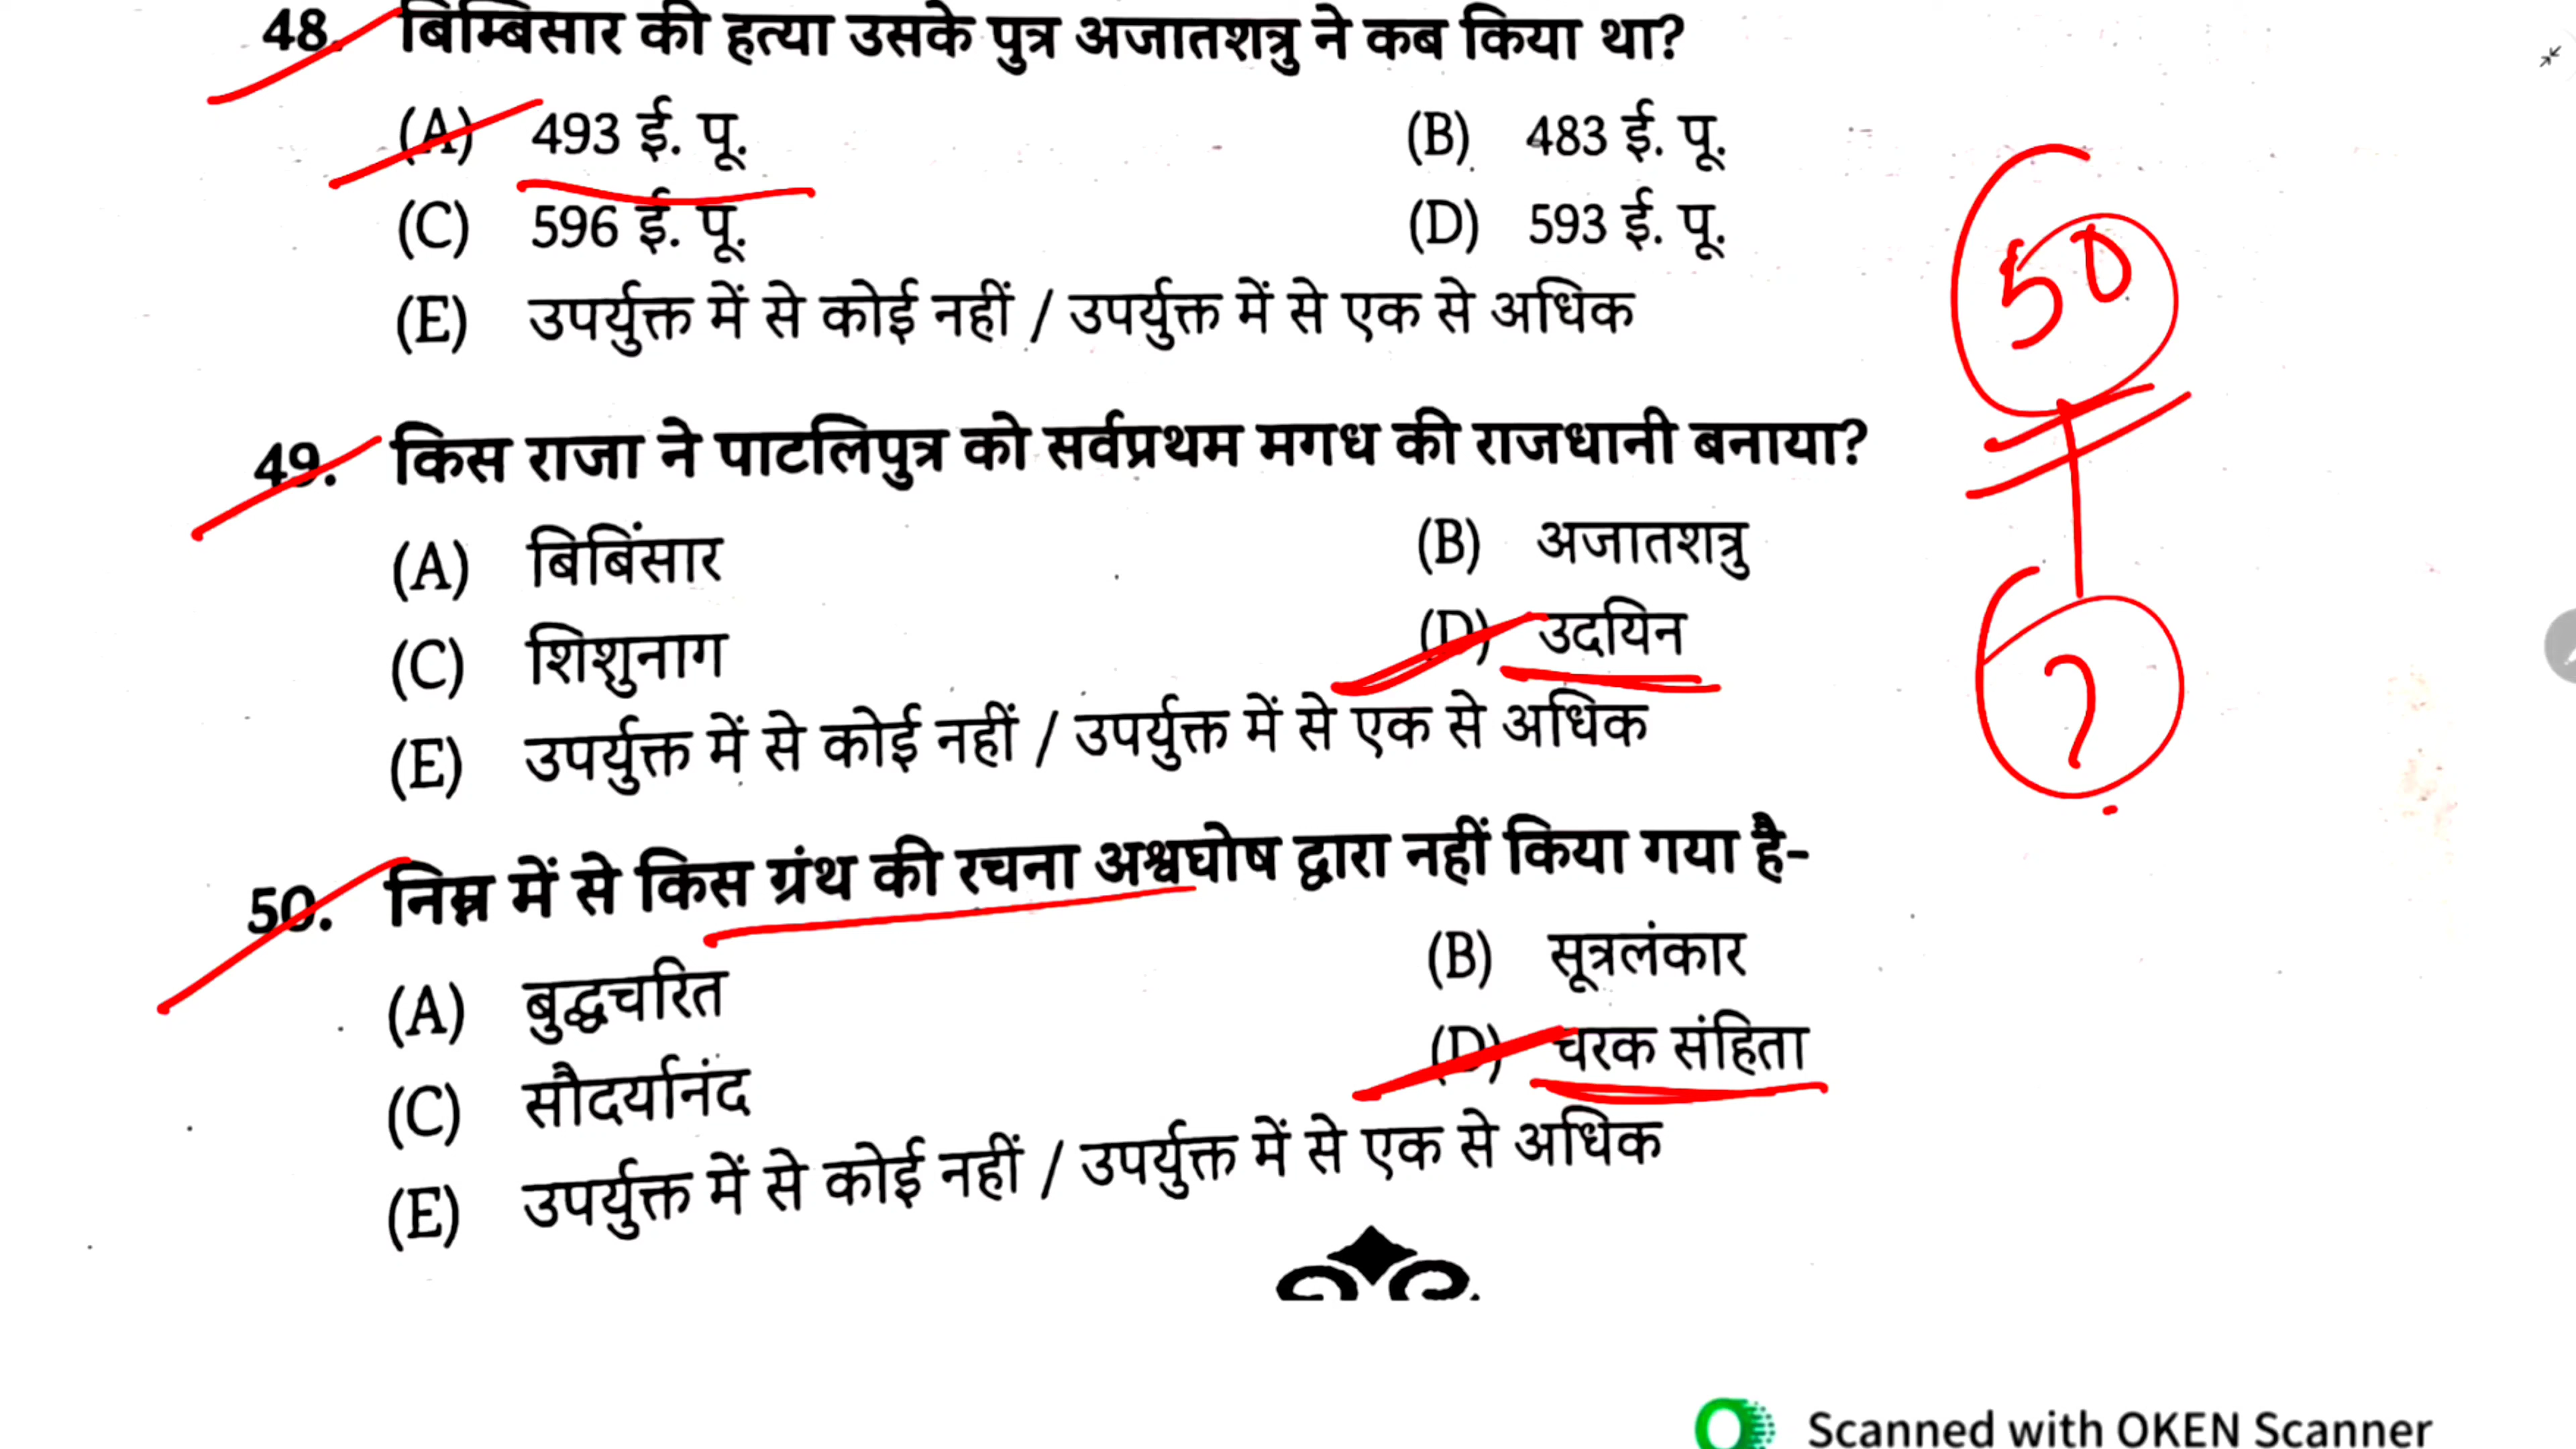 48. बिम्बिसार की हत्या उसके पुत्र अजातशत्रु ने कब किया था?
(A) 493 ई. पू. (B) 483 ई. पू.
(C) 596 ई. पू. (D) 593 ई. पू.
(E) उपर्युक्त में से कोई नहीं / उपर्युक्त में से एक से अधिक
50
49. किस राजा ने पाटलिपुत्र को सर्वप्रथम मगध की राजधानी बनाया?
(A) बिबिंसार (B) अजातशत्रु
(C) शिशुनाग (D) उदयिन
(E) उपर्युक्त में से कोई नहीं / उपर्युक्त में से एक से अधिक
?
50. निम्न में से किस ग्रंथ की रचना अश्वघोष द्वारा नहीं किया गया है-
(A) बुद्धचरित (B) सूत्रलंकार
(C) सौदर्यानंद (D) चरक संहिता
(E) उपर्युक्त में से कोई नहीं / उपर्युक्त में से एक से अधिक
Scanned with OKEN Scanner